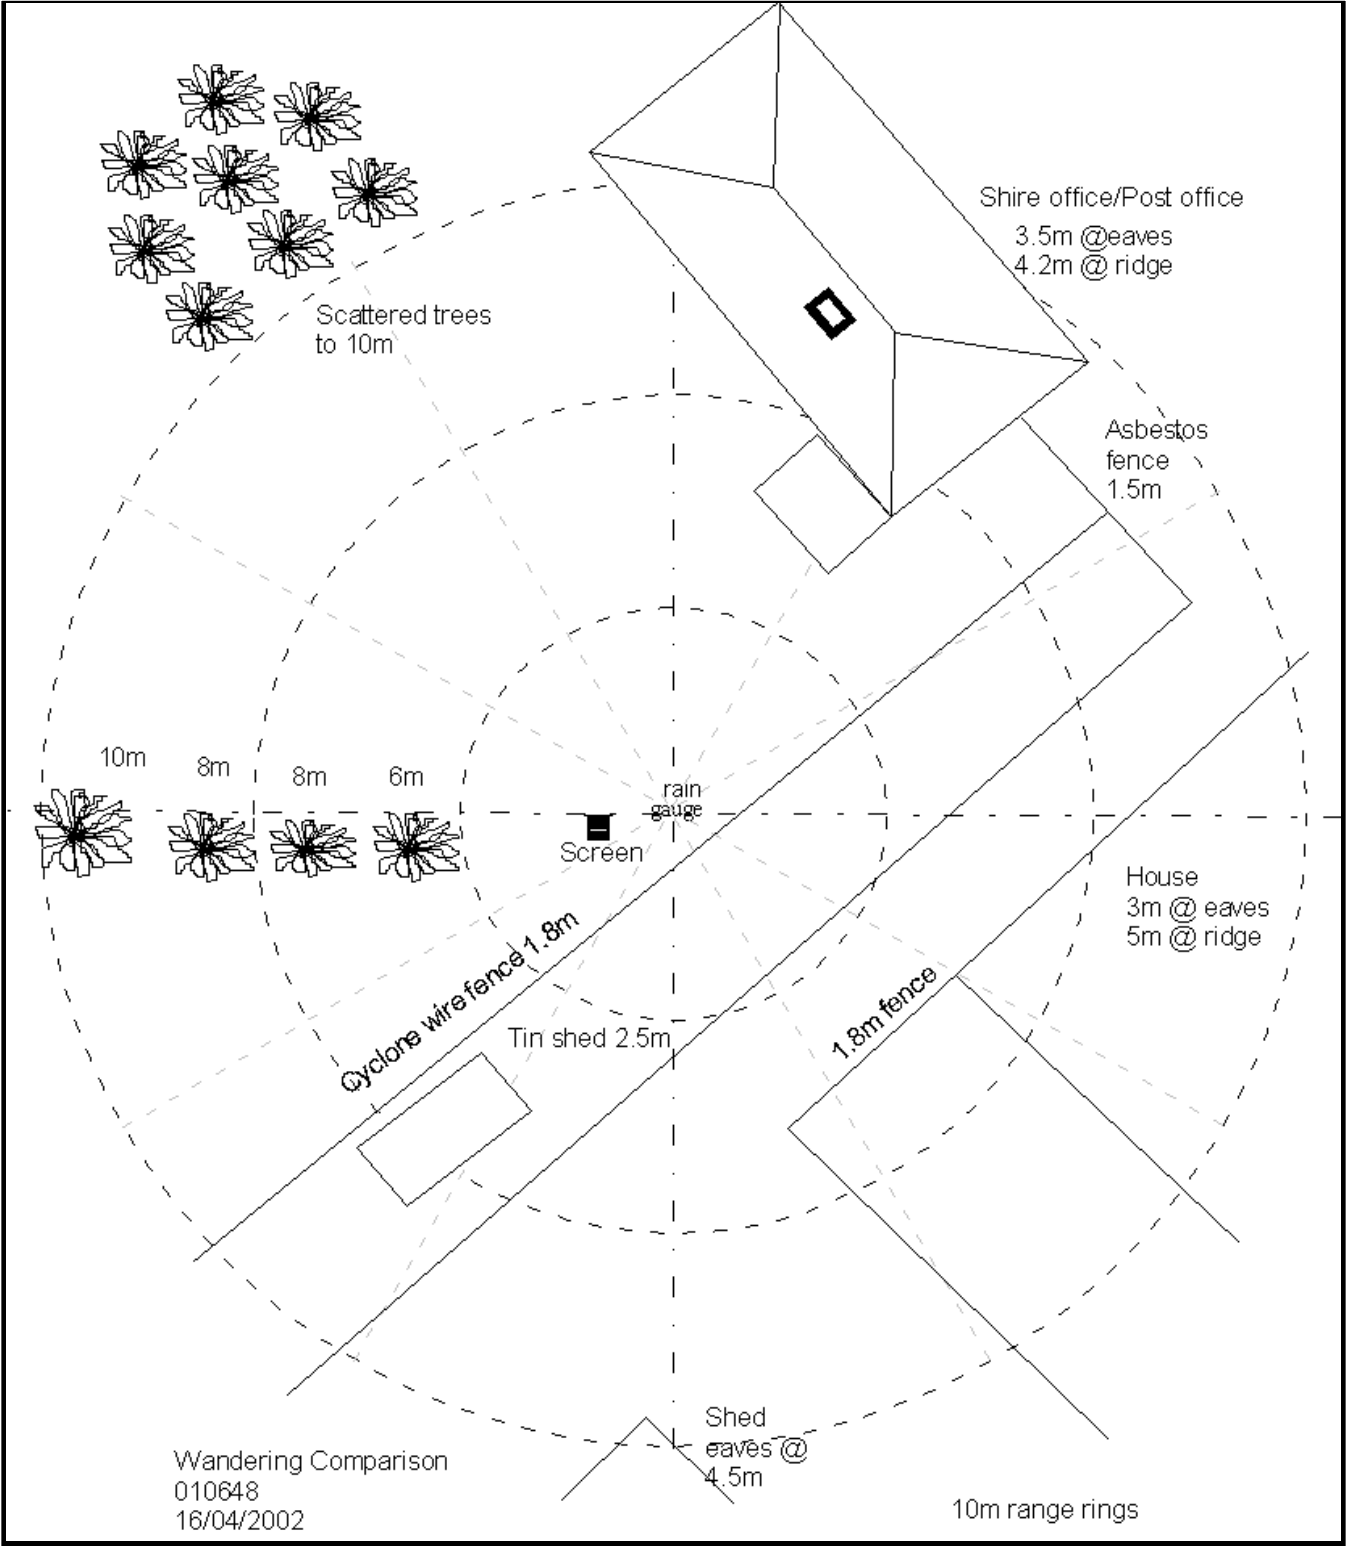 Shire office/Post office
3.5m @eaves
4.2m @ ridge
Scattered trees
to 10m
Asbestos
fence
1.5m
10m
8m
8m
6m
rain
gauge
Screen
House
3m @ eaves
5m @ ridge
Cyclone wire fence 1.8m
1.8m fence
Tin shed 2.5m
Shed
eaves @
4.5m
Wandering Comparison
010648
16/04/2002
10m range rings